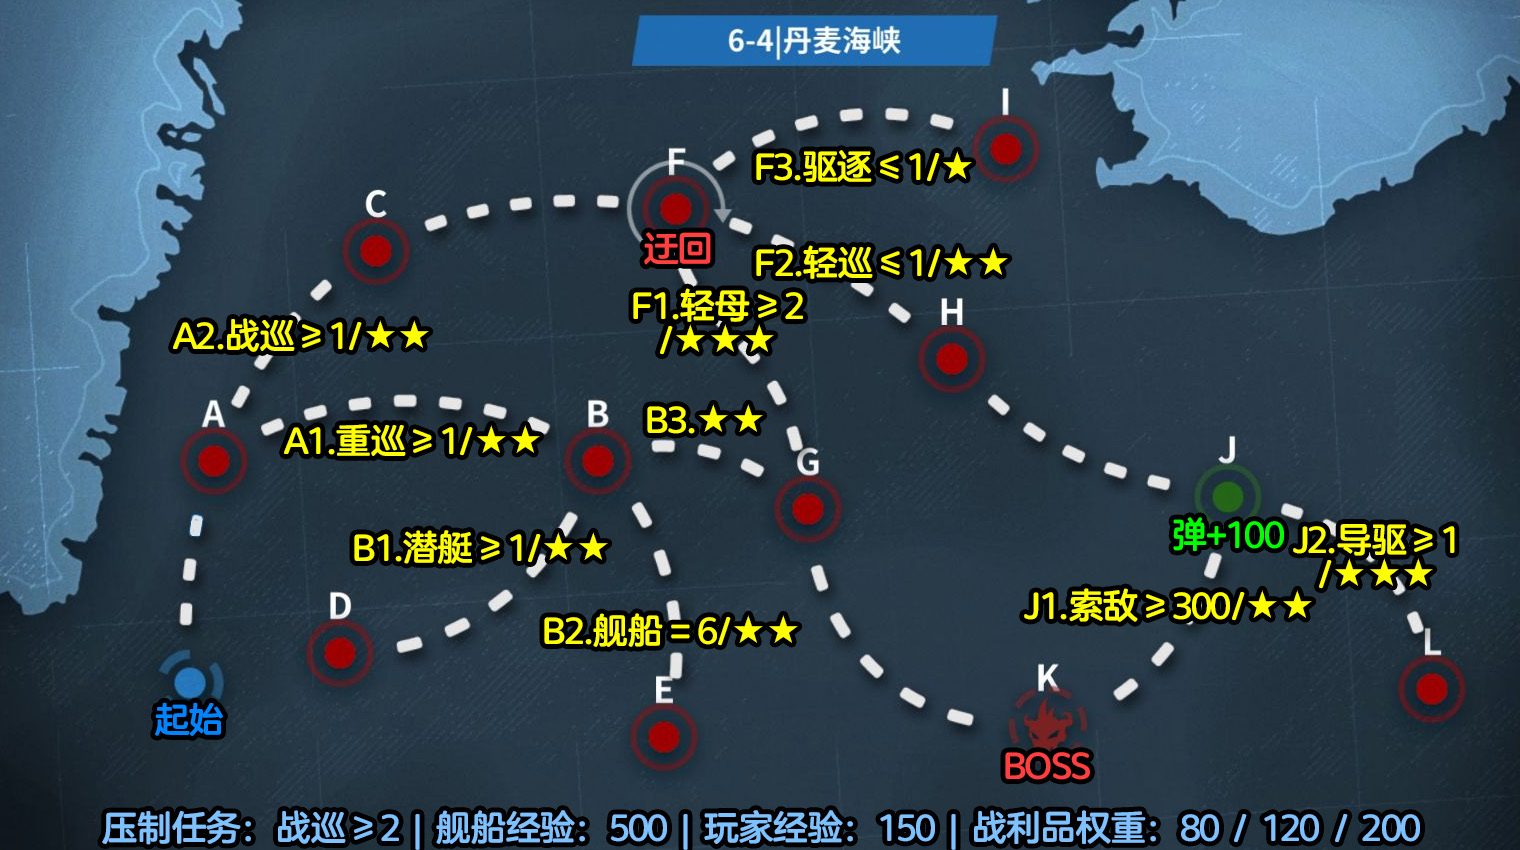 6-4|丹麦海峡
I
F
F3.驱逐≤1/★
C
迂回
F2.轻巡≤1/★★
F1.轻母≥2
/★★★
H
A2.战巡≥1/★★
A
B
B3.★★
A1.重巡≥1/★★
G
J
弹+100
J2.导驱≥1
/★★★
B1.潜艇≥1/★★
D
J1.索敌≥300/★★
B2.舰船=6/★★
L
E
K
起始
BOSS
压制任务：战巡≥2 | 舰船经验：500 | 玩家经验：150 | 战利品权重：80 / 120 / 200